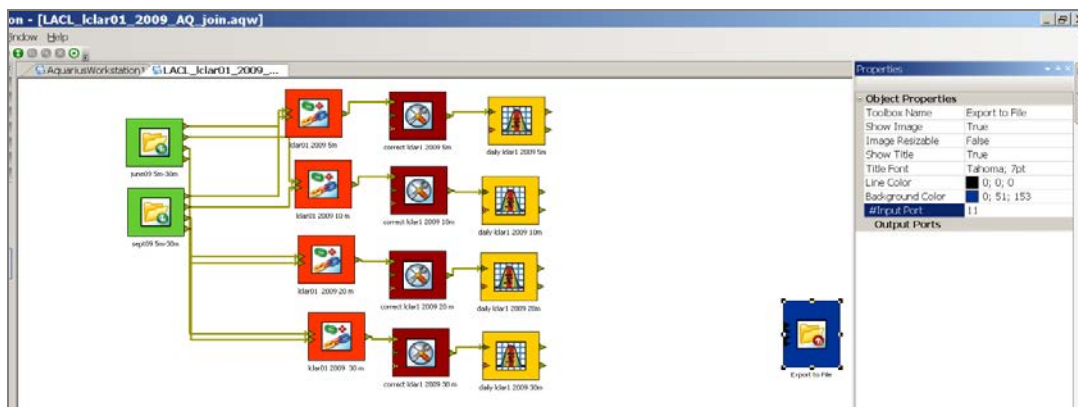 on - [LACL_lclar01_2009_AQ_join.aqw]
indow Help
AquariusWorkstation1
LACL_lclar01_2009_...
Properties
Object Properties
Toolbox Name Export to File
Show Image True
Image Resizable False
Show Title True
Title Font Tahoma; 7pt
Line Color 0; 0; 0
Background Color 0; 51; 153
#Input Port 11
Output Ports
june09 5m-30m
sept09 5m-30m
lclar01 2009 5m
correct lclar1 2009 5m
daily lclar1 2009 5m
lclar01 2009 10 m
correct lclar1 2009 10 m
daily lclar1 2009 10m
lclar01 2009 20 m
correct lclar1 2009 20 m
daily lclar1 2009 20m
lclar01 2009 30 m
correct lclar1 2009 30 m
daily lclar1 2009 30m
Export to File